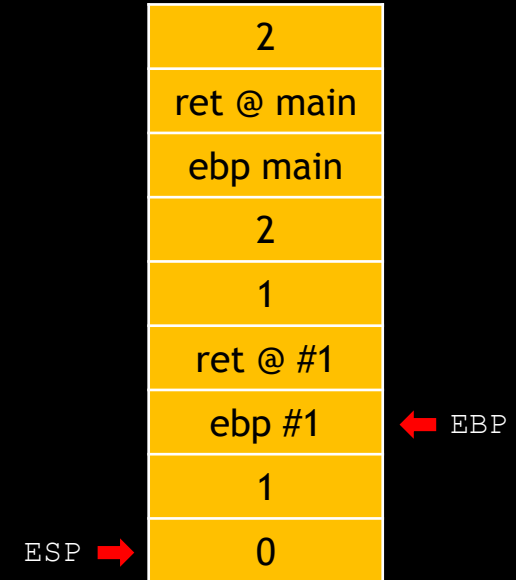 2
ret @ main
ebp main
2
1
ret @ #1
ebp #1
EBP
1
ESP
0